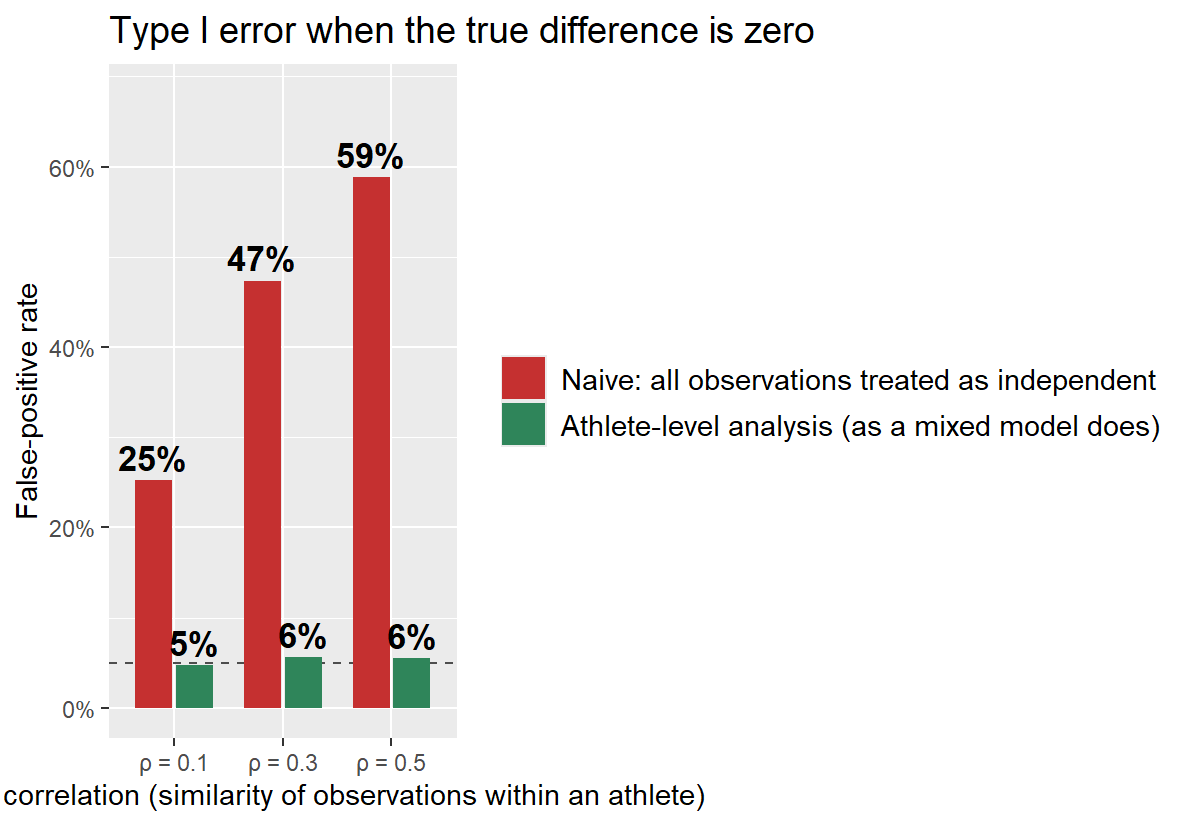 Type I error when the true difference is zero
False-positive rate
60%
40%
20%
0%
25%
5%
47%
6%
59%
6%
ρ = 0.1
ρ = 0.3
ρ = 0.5
correlation (similarity of observations within an athlete)
Naive: all observations treated as independent
Athlete-level analysis (as a mixed model does)